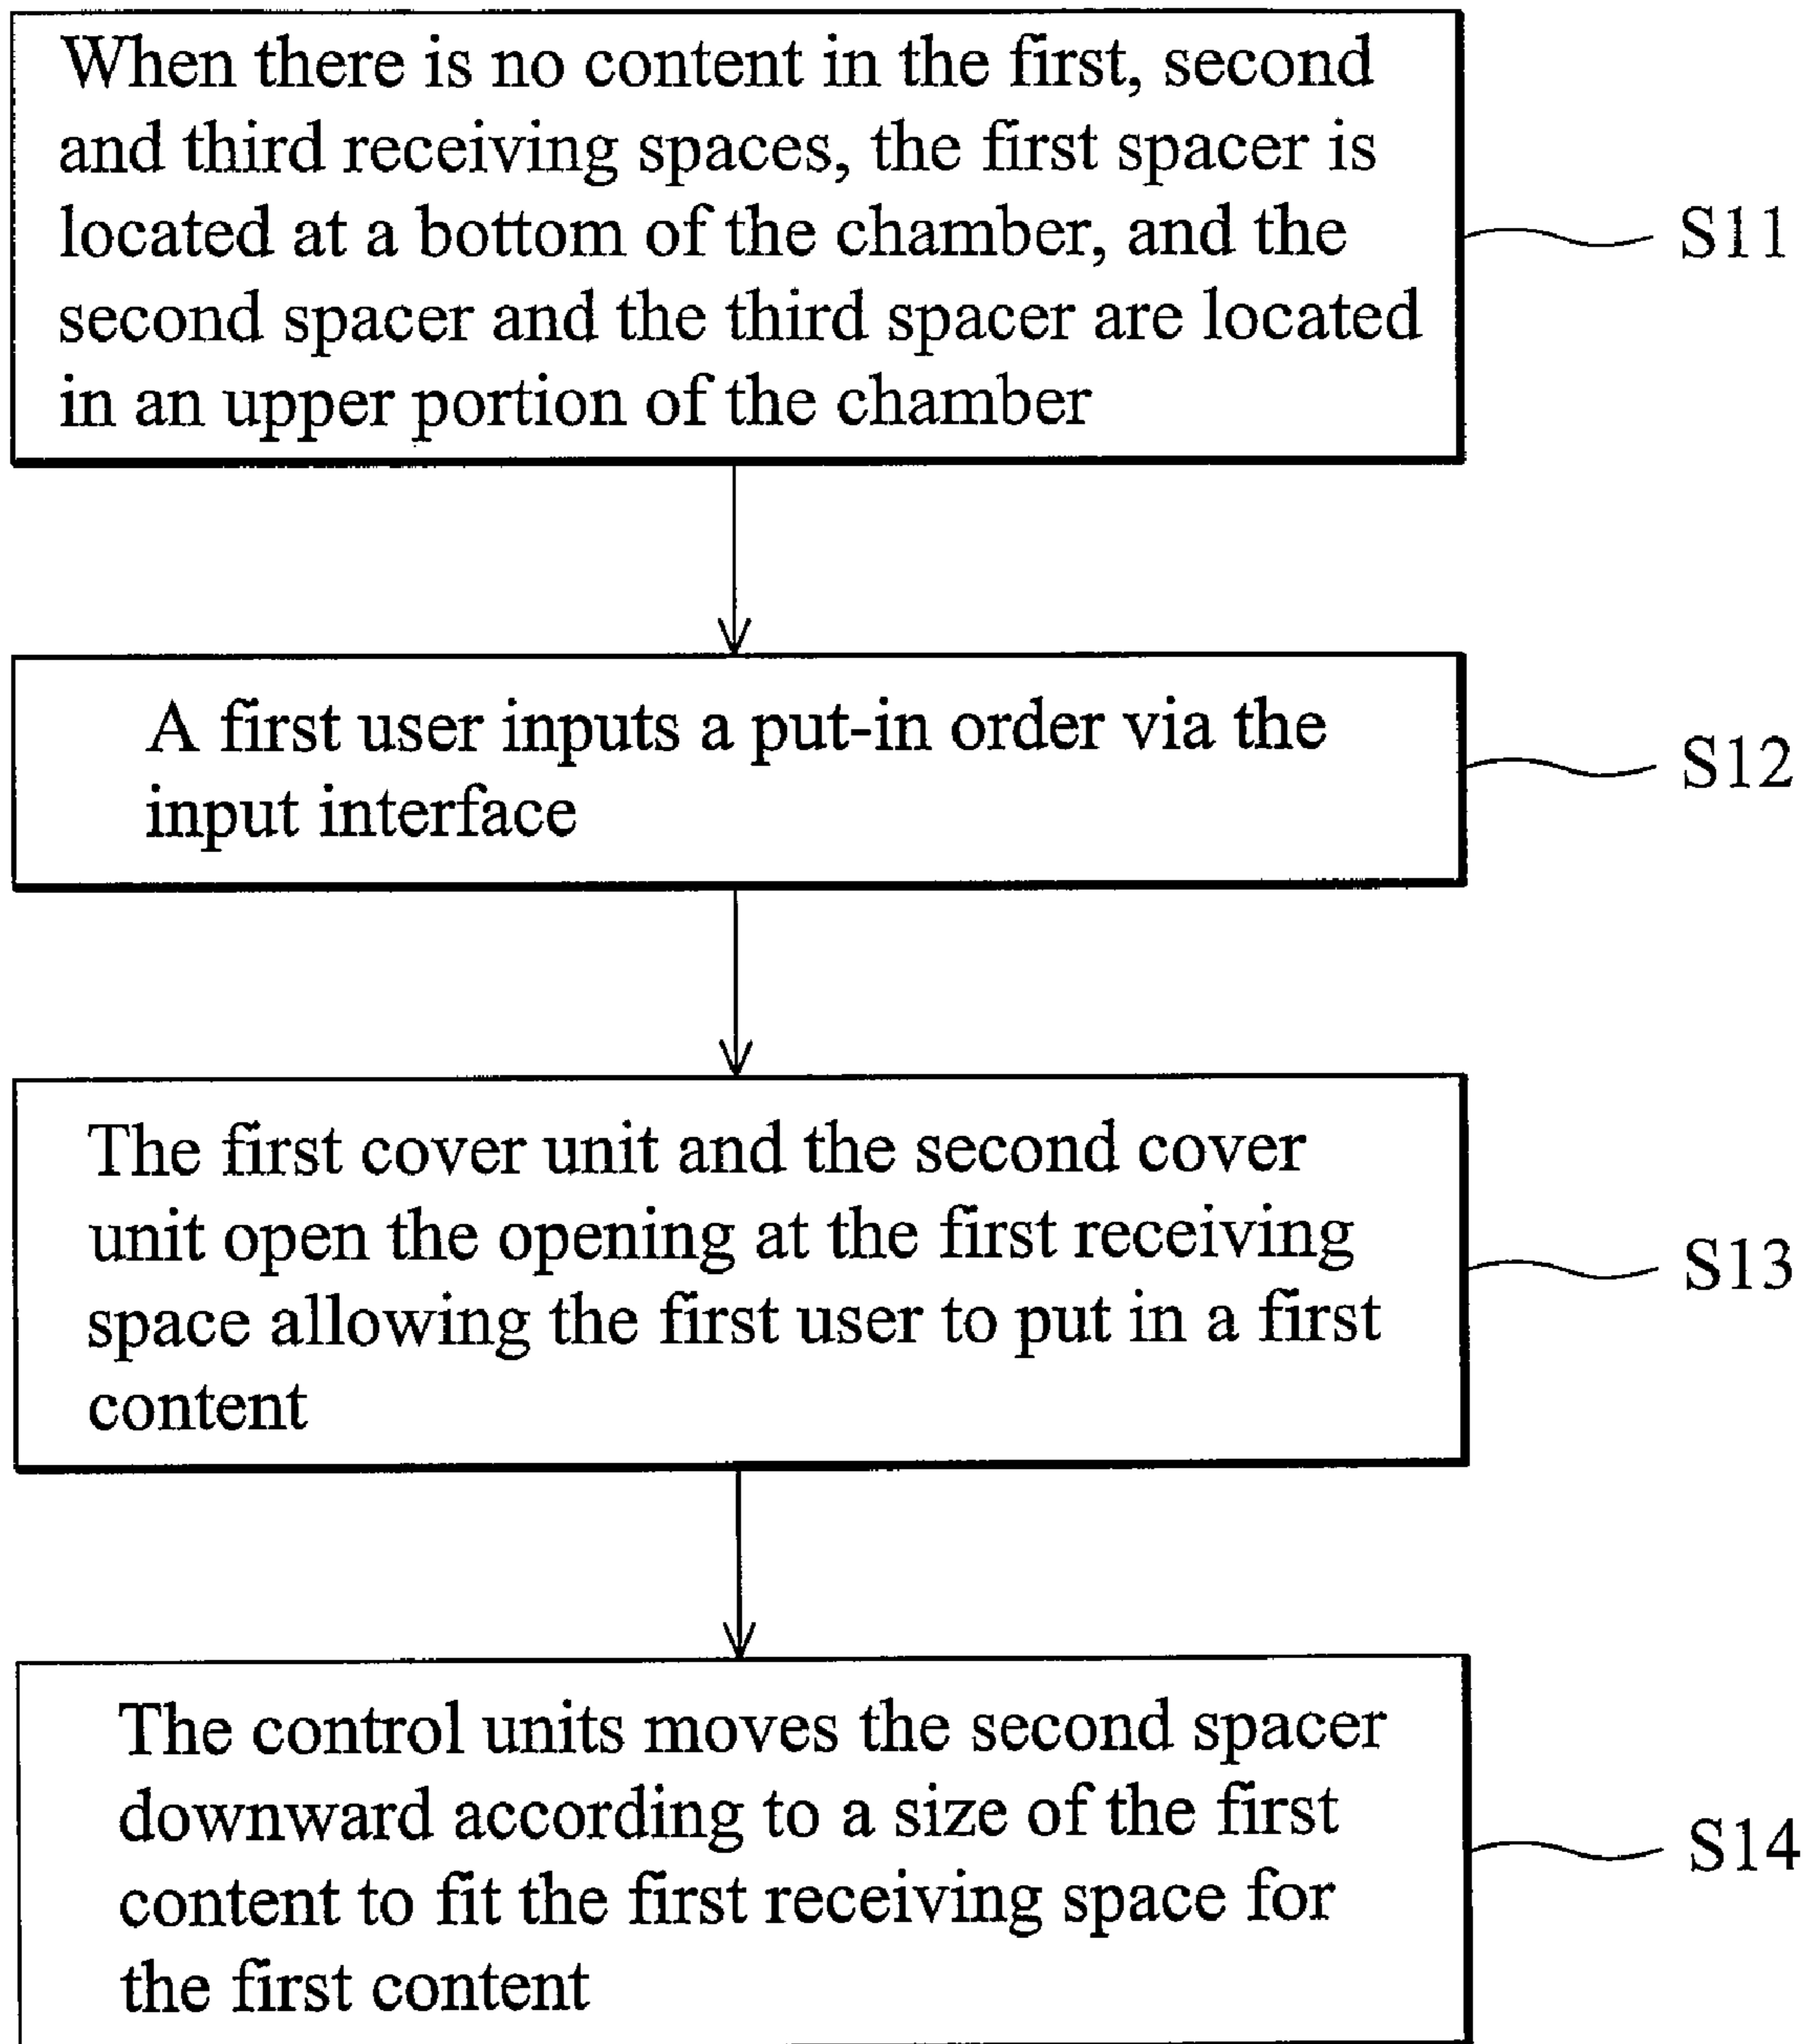 When there is no content in the first, second
and third receiving spaces, the first spacer is
located at a bottom of the chamber, and the
second spacer and the third spacer are located
in an upper portion of the chamber
S11
A first user inputs a put-in order via the
input interface
S12
The first cover unit and the second cover
unit open the opening at the first receiving
space allowing the first user to put in a first
content
S13
The control units moves the second spacer
downward according to a size of the first
content to fit the first receiving space for
the first content
S14